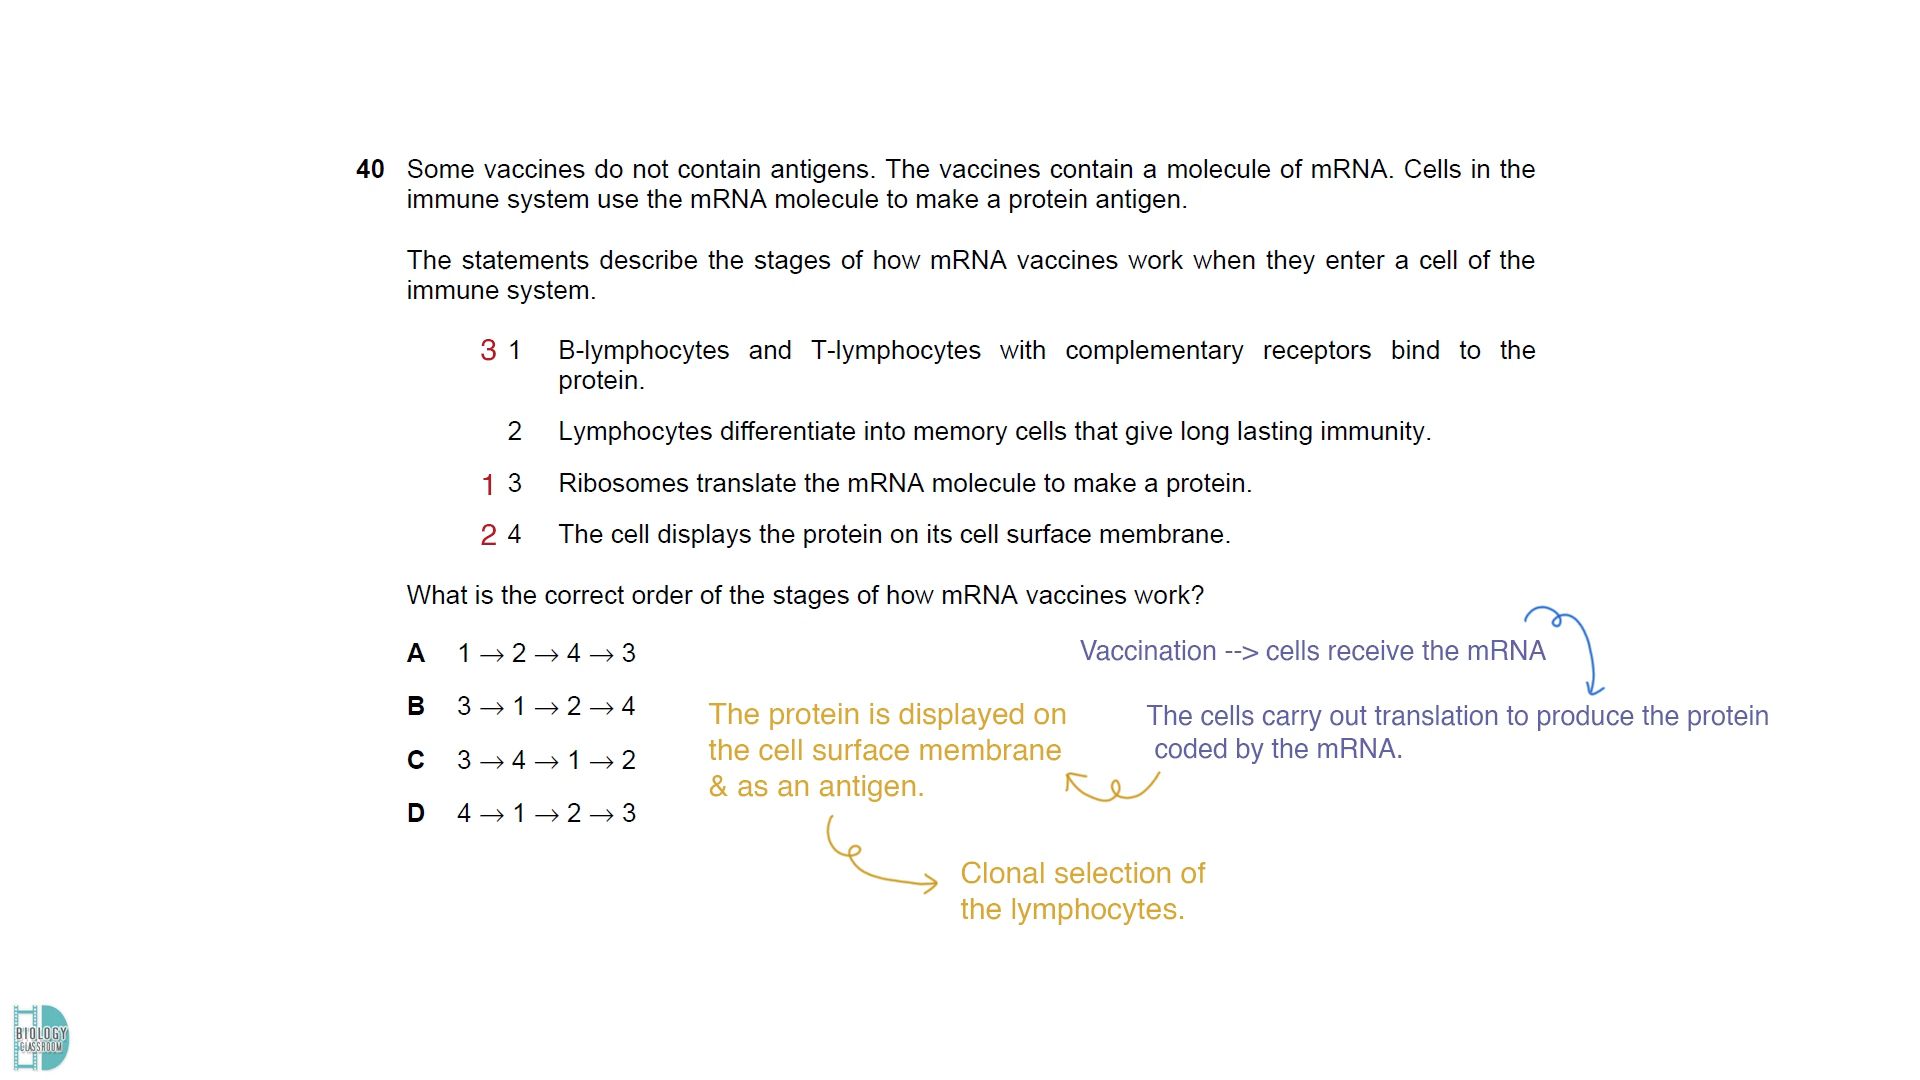 40 Some vaccines do not contain antigens. The vaccines contain a molecule of mRNA. Cells in the
immune system use the mRNA molecule to make a protein antigen.
The statements describe the stages of how mRNA vaccines work when they enter a cell of the
immune system.
3 1 B-lymphocytes and T-lymphocytes with complementary receptors bind to the
protein.
2 Lymphocytes differentiate into memory cells that give long lasting immunity.
1 3 Ribosomes translate the mRNA molecule to make a protein.
2 4 The cell displays the protein on its cell surface membrane.
What is the correct order of the stages of how mRNA vaccines work?
A 1 → 2 → 4 → 3
B 3 → 1 → 2 → 4
C 3 → 4 → 1 → 2
D 4 → 1 → 2 → 3
Vaccination --> cells receive the mRNA
The cells carry out translation to produce the protein
coded by the mRNA.
The protein is displayed on
the cell surface membrane
& as an antigen.
Clonal selection of
the lymphocytes.
BIOLOGY
CLASSROOM